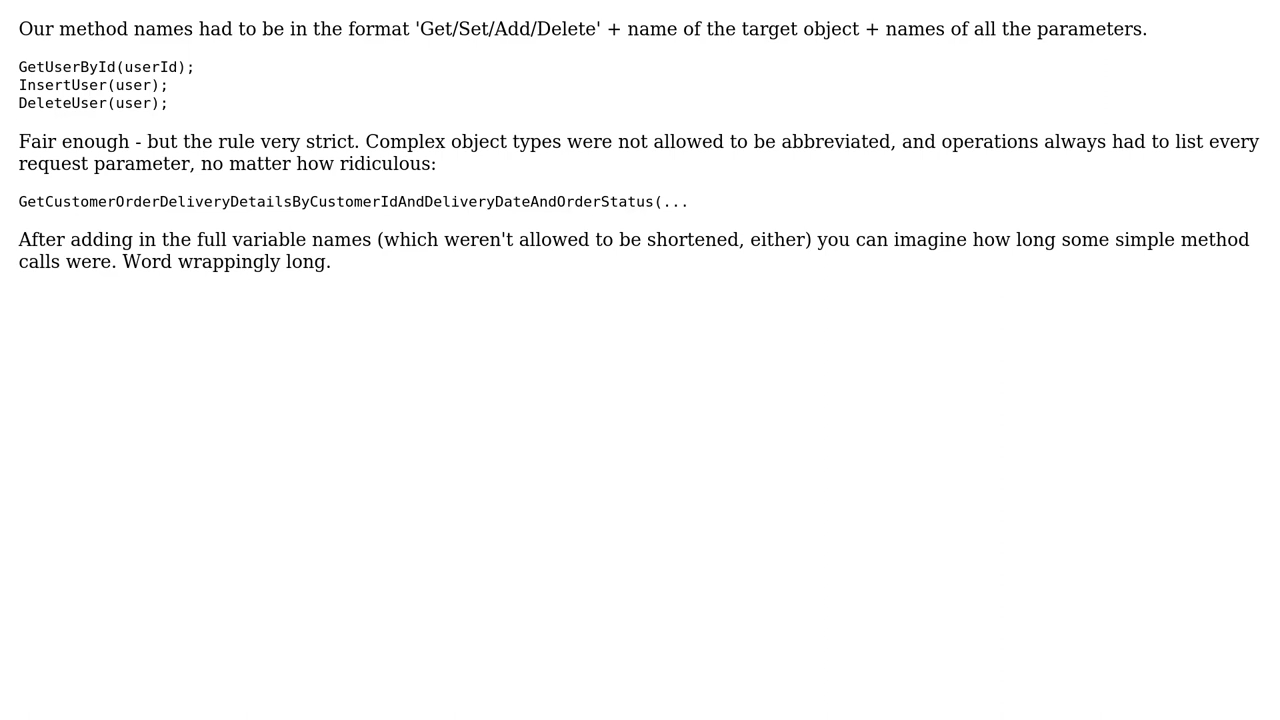 Our method names had to be in the format 'Get/Set/Add/Delete' + name of the target object + names of all the parameters.
GetUserById(userId);
InsertUser(user);
DeleteUser(user);
Fair enough - but the rule very strict. Complex object types were not allowed to be abbreviated, and operations always had to list every
request parameter, no matter how ridiculous:
GetCustomerOrderDeliveryDetailsByCustomerIdAndDeliveryDateAndOrderStatus(...
After adding in the full variable names (which weren't allowed to be shortened, either) you can imagine how long some simple method
calls were. Word wrappingly long.